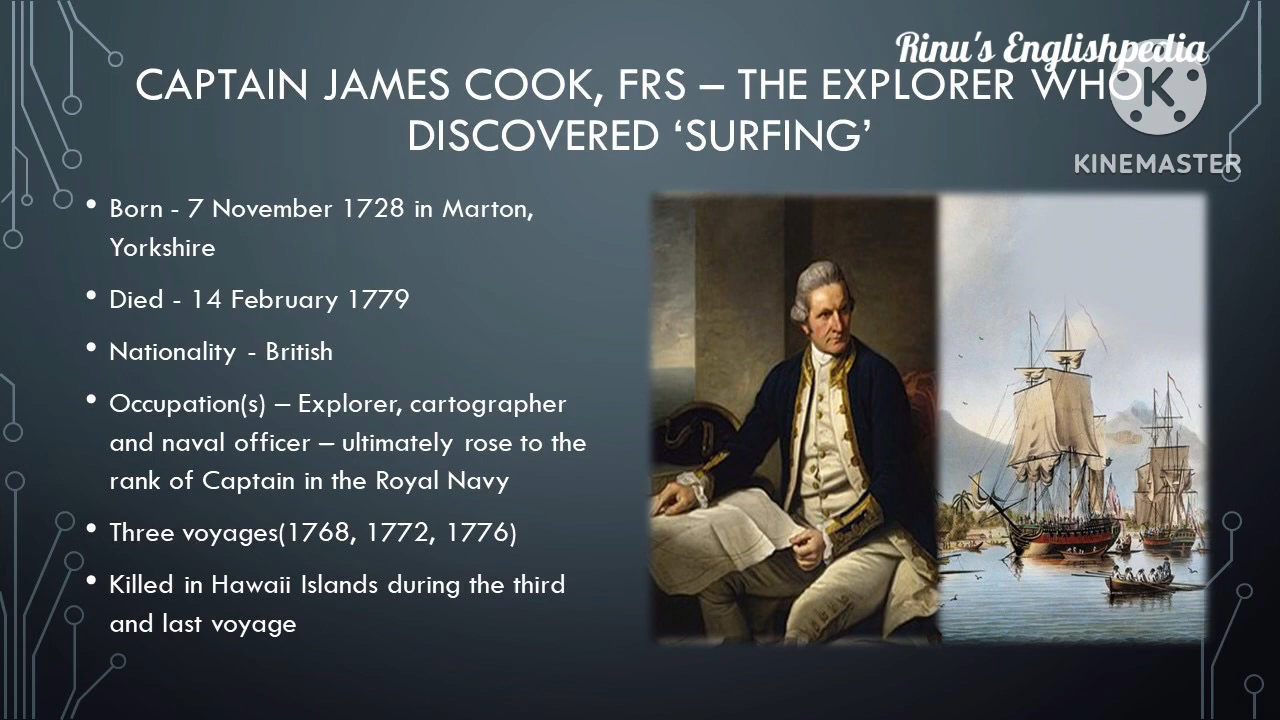 Rinu's Englishpedia
CAPTAIN JAMES COOK, FRS – THE EXPLORER WHO
DISCOVERED ‘SURFING’
K
KINEMASTER
• Born - 7 November 1728 in Marton,
Yorkshire
• Died - 14 February 1779
• Nationality - British
• Occupation(s) – Explorer, cartographer
and naval officer – ultimately rose to the
rank of Captain in the Royal Navy
• Three voyages(1768, 1772, 1776)
• Killed in Hawaii Islands during the third
and last voyage